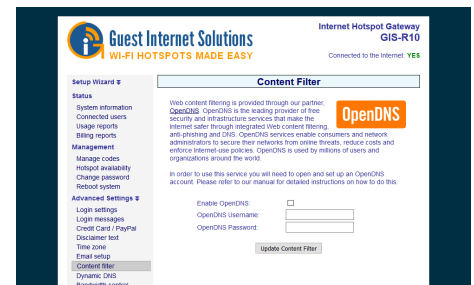 Guest Internet Solutions
WI-FI HOTSPOTS MADE EASY
Internet Hotspot Gateway
GIS-R10
Connected to the Internet YES
Setup Wizard
Status
System information
Connected users
Usage reports
Billing reports
Management
Manage codes
Hotspot availability
Change password
Reboot system
Advanced Settings
Login settings
Login messages
Credit Card / PayPal
Disclaimer text
Time zone
Email setup
Content filter
Dynamic DNS
Bandwidth control
Content Filter
Web content filtering is provided through our partner,
OpenDNS. OpenDNS is the leading provider of free
security and infrastructure services that make the
Internet safer through integrated Web content filtering,
anti-phishing and DNS. OpenDNS services enable consumers and network
administrators to secure their networks from online threats, reduce costs and
enforce Internet-use policies. OpenDNS is used by millions of users and
organizations around the world.
OpenDNS
In order to use this service you will need to open and set up an OpenDNS
account. Please refer to our manual for detailed instructions on how to do this.
Enable OpenDNS:
OpenDNS Username:
OpenDNS Password:
Update Content Filter